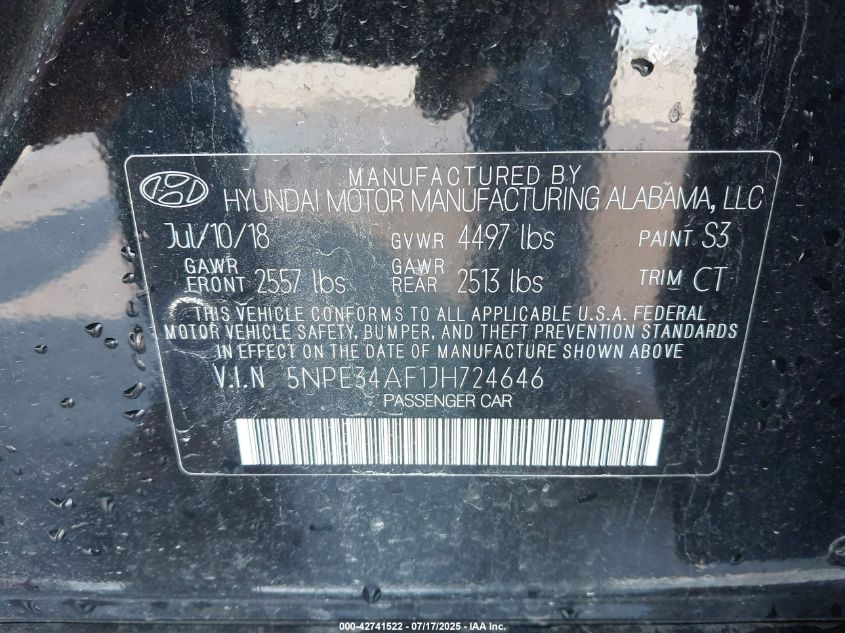 MANUFACTURED BY
HYUNDAI MOTOR MANUFACTURING ALABAMA, LLC
Jul/10/18 GVWR 4497 lbs PAINT S3
GAWR FRONT 2557 lbs GAWR REAR 2513 lbs TRIM CT
THIS VEHICLE CONFORMS TO ALL APPLICABLE U.S.A. FEDERAL
MOTOR VEHICLE SAFETY, BUMPER, AND THEFT PREVENTION STANDARDS
IN EFFECT ON THE DATE OF MANUFACTURE SHOWN ABOVE
V.I.N 5NPE34AF1JH724646
PASSENGER CAR
000-42741522 - 07/17/2025 - IAA Inc.